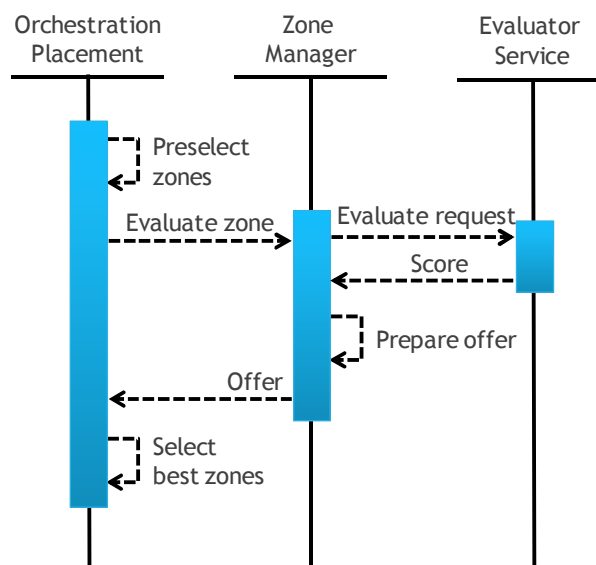 Orchestration
Placement
Zone
Manager
Evaluator
Service
Preselect
zones
Evaluate zone
Evaluate request
Score
Prepare offer
Offer
Select
best zones